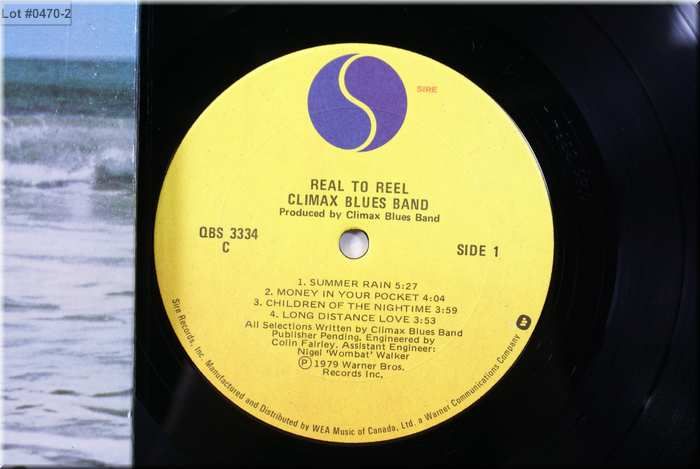 Lot #0470-2
SIRE
REAL TO REEL
CLIMAX BLUES BAND
Produced by Climax Blues Band
QBS 3334
C
SIDE 1
1. SUMMER RAIN 5:27
2. MONEY IN YOUR POCKET 4:04
3. CHILDREN OF THE NIGHTIME 3:59
4. LONG DISTANCE LOVE 3:53
All Selections Written by Climax Blues Band
Publisher Pending. Engineered by
Colin Fairley. Assistant Engineer:
Nigel 'Wombat' Walker
Ⓟ 1979 Warner Bros.
Records Inc.
Sire Records, Inc. Manufactured and Distributed by WEA Music of Canada, Ltd. a Warner Communications Company